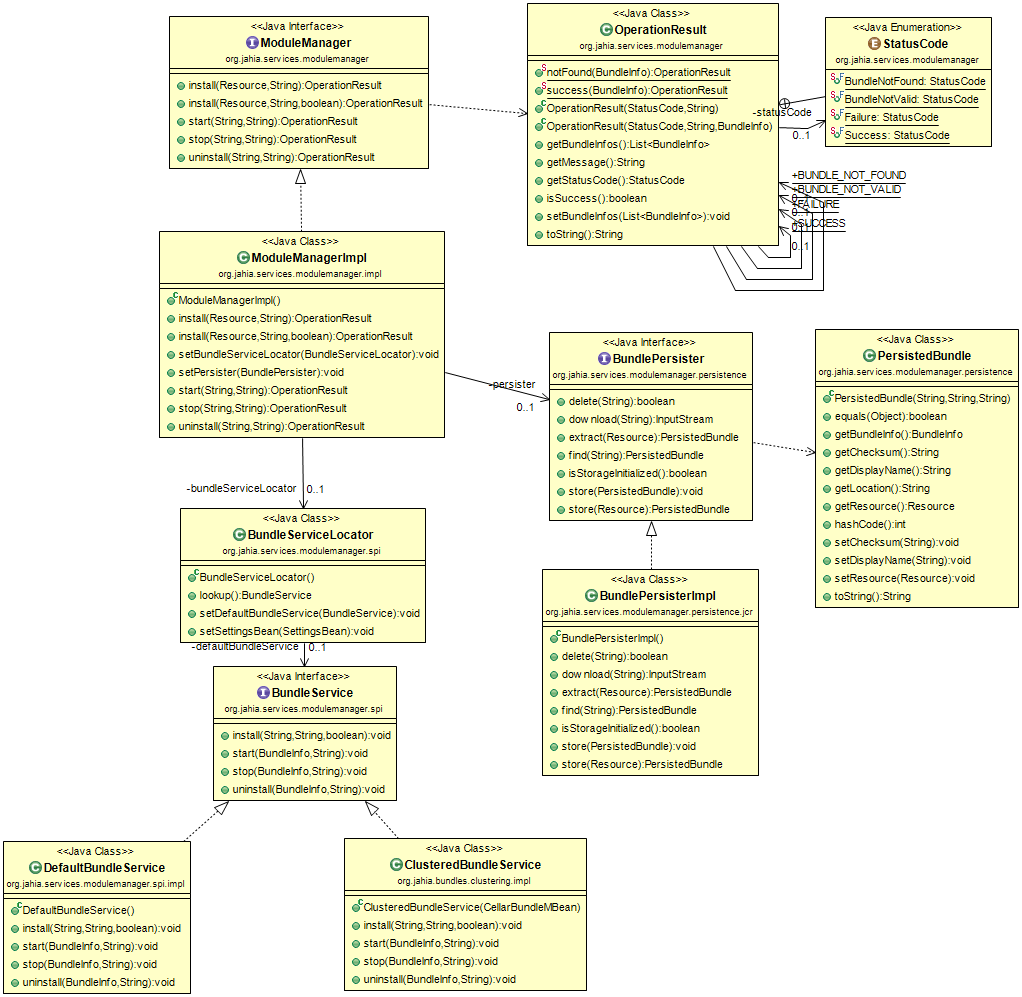 <<Java Interface>>
ModuleManager
org.jahia.services.modulemanager
install(Resource,String):OperationResult
install(Resource,String,boolean):OperationResult
start(String,String):OperationResult
stop(String,String):OperationResult
uninstall(String,String):OperationResult
<<Java Class>>
OperationResult
org.jahia.services.modulemanager
notFound(BundleInfo):OperationResult
success(BundleInfo):OperationResult
OperationResult(StatusCode,String)
OperationResult(StatusCode,String,BundleInfo)
getBundleInfos():List<BundleInfo>
getMessage():String
getStatusCode():StatusCode
isSuccess():boolean
setBundleInfos(List<BundleInfo>):void
toString():String
<<Java Enumeration>>
StatusCode
org.jahia.services.modulemanager
BundleNotFound: StatusCode
BundleNotValid: StatusCode
Failure: StatusCode
Success: StatusCode
-statusCode
0..1
+BUNDLE_NOT_FOUND
+BUNDLE_NOT_VALID
0..1
+FAILURE
0..1
+SUCCESS
0..1
0..1
<<Java Class>>
ModuleManagerImpl
org.jahia.services.modulemanager.impl
ModuleManagerImpl()
install(Resource,String):OperationResult
install(Resource,String,boolean):OperationResult
setBundleServiceLocator(BundleServiceLocator):void
setPersister(BundlePersister):void
start(String,String):OperationResult
stop(String,String):OperationResult
uninstall(String,String):OperationResult
-persister
0..1
<<Java Interface>>
BundlePersister
org.jahia.services.modulemanager.persistence
delete(String):boolean
download(String):InputStream
extract(Resource):PersistedBundle
find(String):PersistedBundle
isStorageInitialized():boolean
store(PersistedBundle):void
store(Resource):PersistedBundle
<<Java Class>>
PersistedBundle
org.jahia.services.modulemanager.persistence
PersistedBundle(String,String,String)
equals(Object):boolean
getBundleInfo():BundleInfo
getChecksum():String
getDisplayName():String
getLocation():String
getResource():Resource
hashCode():int
setChecksum(String):void
setDisplayName(String):void
setResource(Resource):void
toString():String
-bundleServiceLocator
0..1
<<Java Class>>
BundleServiceLocator
org.jahia.services.modulemanager.spi
BundleServiceLocator()
lookup():BundleService
setDefaultBundleService(BundleService):void
setSettingsBean(SettingsBean):void
-defaultBundleService
0..1
<<Java Class>>
BundlePersisterImpl
org.jahia.services.modulemanager.persistence.jcr
BundlePersisterImpl()
delete(String):boolean
download(String):InputStream
extract(Resource):PersistedBundle
find(String):PersistedBundle
isStorageInitialized():boolean
store(PersistedBundle):void
store(Resource):PersistedBundle
<<Java Interface>>
BundleService
org.jahia.services.modulemanager.spi
install(String,String,boolean):void
start(BundleInfo,String):void
stop(BundleInfo,String):void
uninstall(BundleInfo,String):void
<<Java Class>>
DefaultBundleService
org.jahia.services.modulemanager.spi.impl
DefaultBundleService()
install(String,String,boolean):void
start(BundleInfo,String):void
stop(BundleInfo,String):void
uninstall(BundleInfo,String):void
<<Java Class>>
ClusteredBundleService
org.jahia.bundles.clustering.impl
ClusteredBundleService(CellarBundleMBean)
install(String,String,boolean):void
start(BundleInfo,String):void
stop(BundleInfo,String):void
uninstall(BundleInfo,String):void